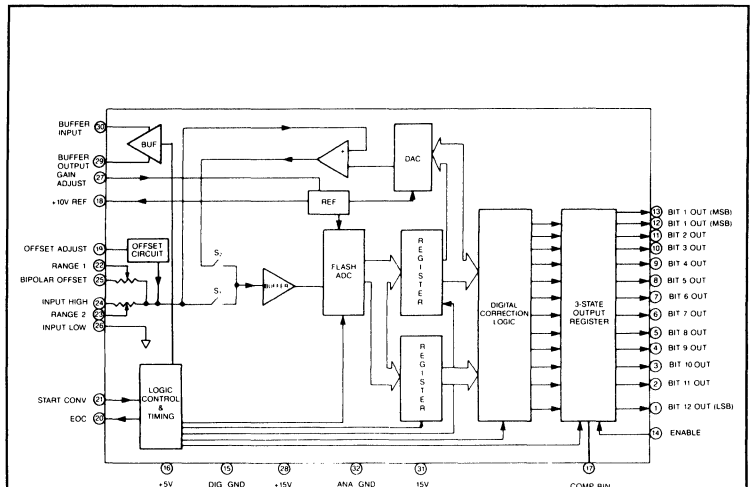 BUFFER INPUT 30
BUF
BUFFER OUTPUT 29
GAIN ADJUST 27
+10V REF 18
REF
DAC
+
OFFSET ADJUST 19
OFFSET CIRCUIT
RANGE 1 22
BIPOLAR OFFSET 25
INPUT HIGH 24
RANGE 2 23
INPUT LOW 26
S2
S1
BUFFER
FLASH ADC
REGISTER
REGISTER
DIGITAL CORRECTION LOGIC
3-STATE OUTPUT REGISTER
START CONV 21
EOC 20
LOGIC CONTROL & TIMING
13 BIT 1 OUT (MSB)
12 BIT 1 OUT (MSB)
11 BIT 2 OUT
10 BIT 3 OUT
9 BIT 4 OUT
8 BIT 5 OUT
7 BIT 6 OUT
6 BIT 7 OUT
5 BIT 8 OUT
4 BIT 9 OUT
3 BIT 10 OUT
2 BIT 11 OUT
1 BIT 12 OUT (LSB)
14 ENABLE
16 15 28 32 31 17
+5V DIG GND +15V ANA GND 15V COMP BIN